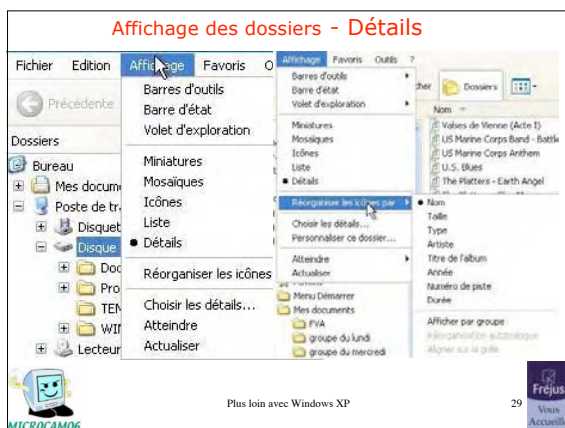 Affichage des dossiers - Détails
Fichier Edition Affichage Favoris O
Précédente
Dossiers
Bureau
Mes docum
Poste de tr
Disquet
Disque
Doc
Pro
TEM
WIN
Lecteur
Barres d'outils
Barre d'état
Volet d'exploration
Miniatures
Mosaïques
Icônes
Liste
Détails
Réorganiser les icônes
Choisir les détails...
Atteindre
Actualiser
Affichage Favoris Outils ?
Barres d'outils
Barre d'état
Volet d'exploration
Miniatures
Mosaïques
Icônes
Liste
Détails
Réorganiser les icônes par
Choisir les détails...
Personnaliser ce dossier...
Atteindre
Actualiser
Menu Démarrer
Mes documents
FVA
groupe du lundi
groupe du mercredi
cher Dossiers
Nom
Valses de Vienne (Acte I)
US Marine Corps Band - Battle
US Marine Corps Anthem
U.S. Blues
The Platters - Earth Angel
Nom
Taille
Type
Artiste
Titre de l'album
Année
Numéro de piste
Durée
Afficher par groupe
Réorganisation automatique
Aligner sur la grille
MICROCAM06
Plus loin avec Windows XP
29
Fréjus
Vous
Accueille